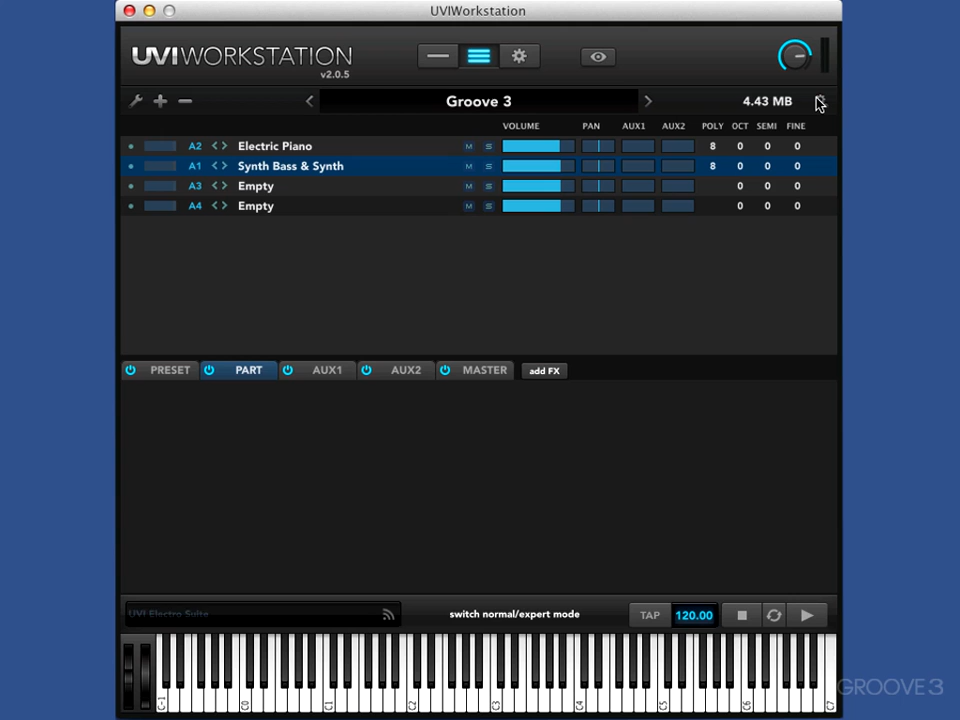 UVIWorkstation
UVIWORKSTATION
v2.0.5
Groove 3
4.43 MB
VOLUME PAN AUX1 AUX2 POLY OCT SEMI FINE
A2 Electric Piano M S 8 0 0 0
A1 Synth Bass & Synth M S 8 0 0 0
A3 Empty M S 0 0 0
A4 Empty M S 0 0 0
PRESET PART AUX1 AUX2 MASTER add FX
UVI Electro Suite switch normal/expert mode TAP 120.00
C-1 C0 C1 C2 C3 C4 C5 C6 C7
GROOVE3